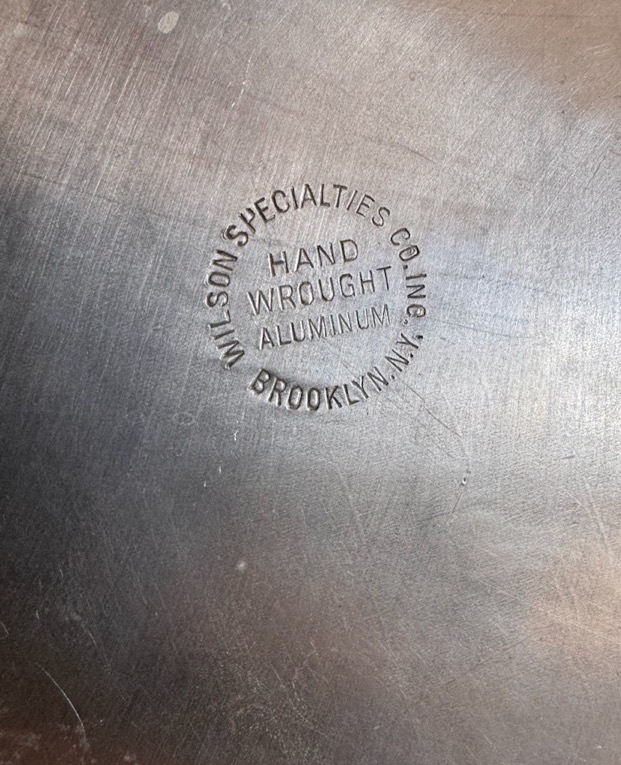 WILSON SPECIALTIES CO. INC.
HAND
WROUGHT
ALUMINUM
BROOKLYN. N.Y.